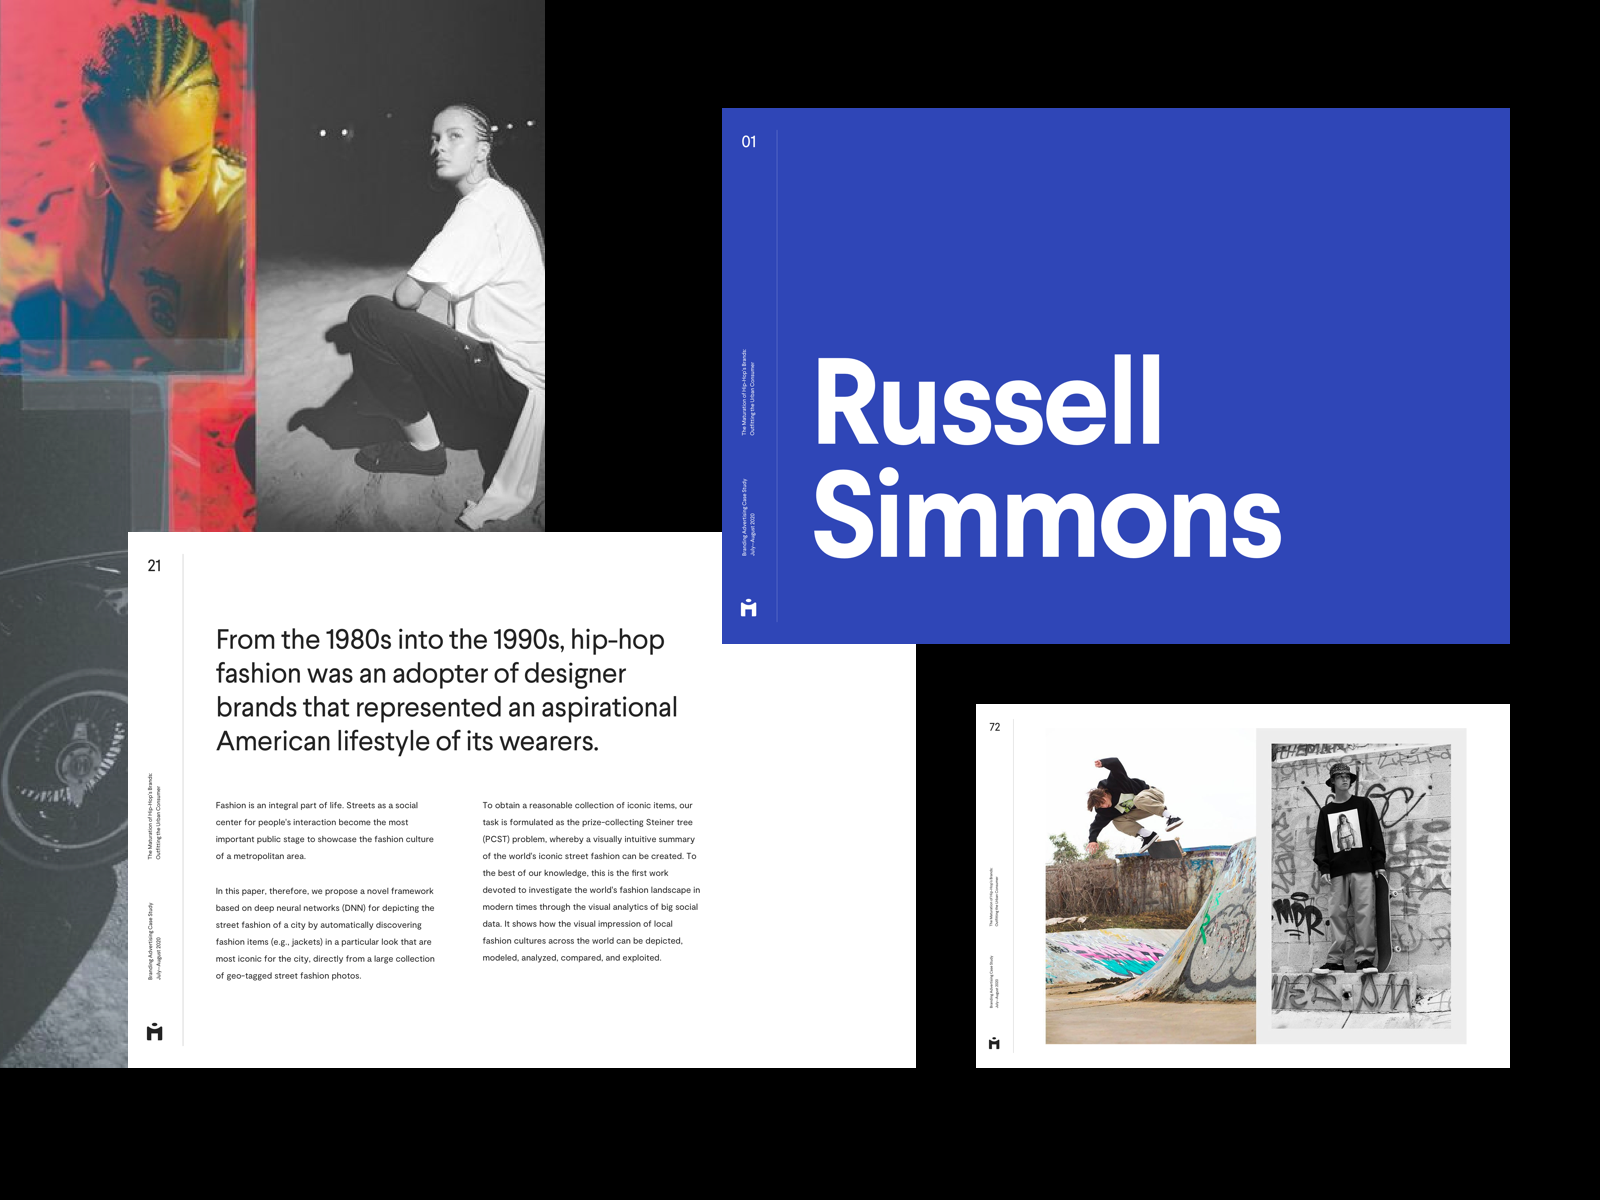 01
The Maturation of Hip-Hop's Brands:
Outfitting the Urban Consumer
Branding Advertising Case Study
July–August 2020
Russell
Simmons
21
The Maturation of Hip-Hop's Brands:
Outfitting the Urban Consumer
Branding Advertising Case Study
July–August 2020
From the 1980s into the 1990s, hip-hop
fashion was an adopter of designer
brands that represented an aspirational
American lifestyle of its wearers.
Fashion is an integral part of life. Streets as a social
center for people's interaction become the most
important public stage to showcase the fashion culture
of a metropolitan area.
In this paper, therefore, we propose a novel framework
based on deep neural networks (DNN) for depicting the
street fashion of a city by automatically discovering
fashion items (e.g., jackets) in a particular look that are
most iconic for the city, directly from a large collection
of geo-tagged street fashion photos.
To obtain a reasonable collection of iconic items, our
task is formulated as the prize-collecting Steiner tree
(PCST) problem, whereby a visually intuitive summary
of the world's iconic street fashion can be created. To
the best of our knowledge, this is the first work
devoted to investigate the world's fashion landscape in
modern times through the visual analytics of big social
data. It shows how the visual impression of local
fashion cultures across the world can be depicted,
modeled, analyzed, compared, and exploited.
72
The Maturation of Hip-Hop's Brands:
Outfitting the Urban Consumer
Branding Advertising Case Study
July–August 2020